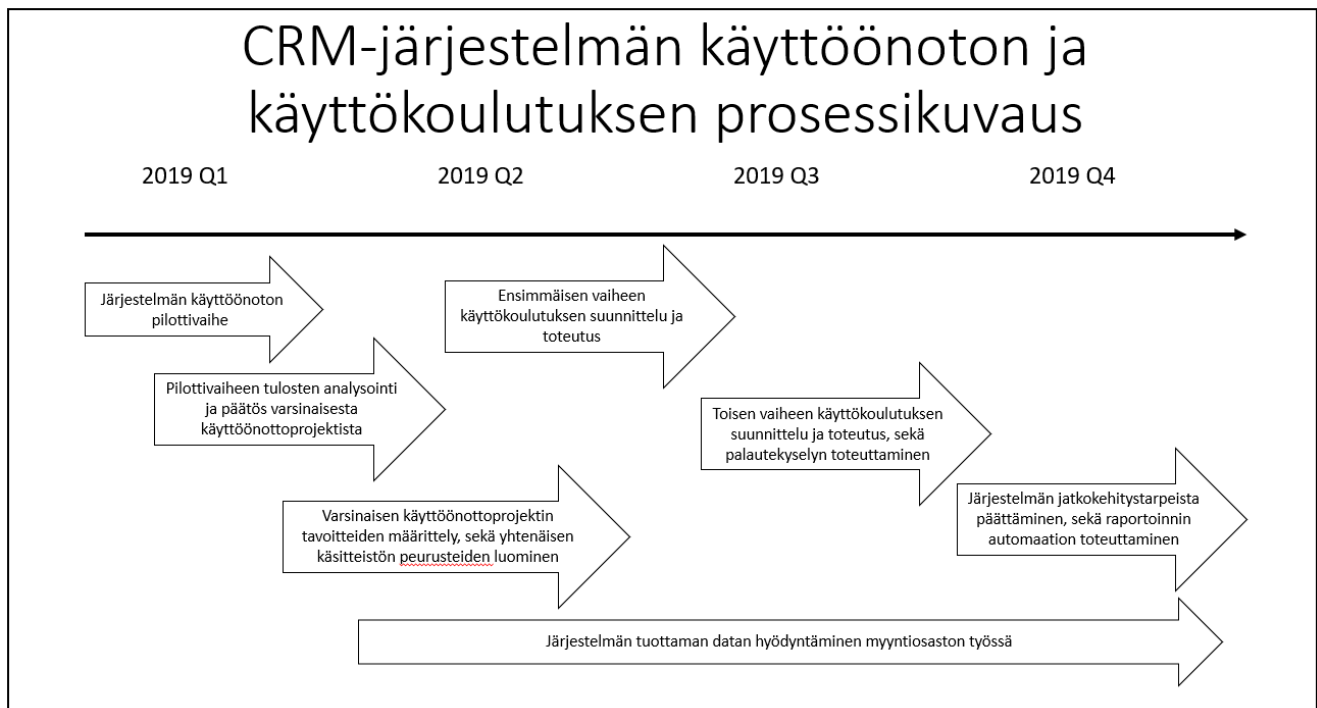 CRM-järjestelmän käyttöönoton ja
käyttökoulutuksen prosessikuvaus
2019 Q1
2019 Q2
2019 Q3
2019 Q4
Järjestelmän käyttöönoton
pilottivaihe
Ensimmäisen vaiheen
käyttökoulutuksen suunnittelu ja
toteutus
Pilottivaiheen tulosten analysointi
ja päätös varsinaisesta
käyttöönottoprojektista
Toisen vaiheen käyttökoulutuksen
suunnittelu ja toteutus, sekä
palautekyselyn toteuttaminen
Varsinaisen käyttöönottoprojektin
tavoitteiden määrittely, sekä yhtenäisen
käsitteistön peurusteiden luominen
Järjestelmän jatkokehitystarpeista
päättäminen, sekä raportoinnin
automaation toteuttaminen
Järjestelmän tuottaman datan hyödyntäminen myyntiosaston työssä